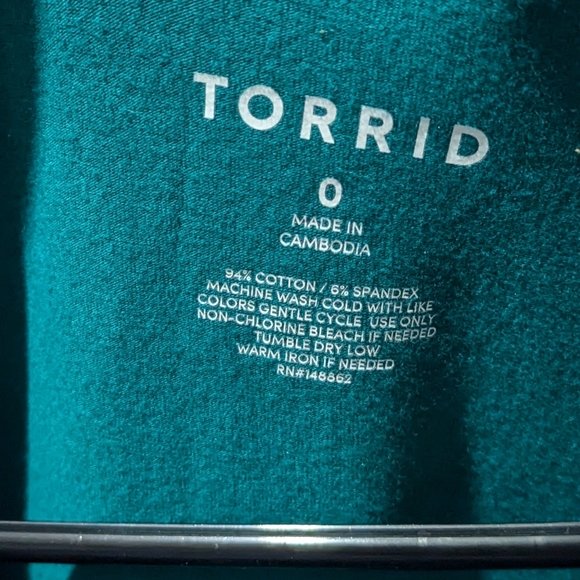 TORRID
0
MADE IN
CAMBODIA
94% COTTON / 6% SPANDEX
MACHINE WASH COLD WITH LIKE
COLORS GENTLE CYCLE USE ONLY
NON-CHLORINE BLEACH IF NEEDED
TUMBLE DRY LOW
WARM IRON IF NEEDED
RN#148862